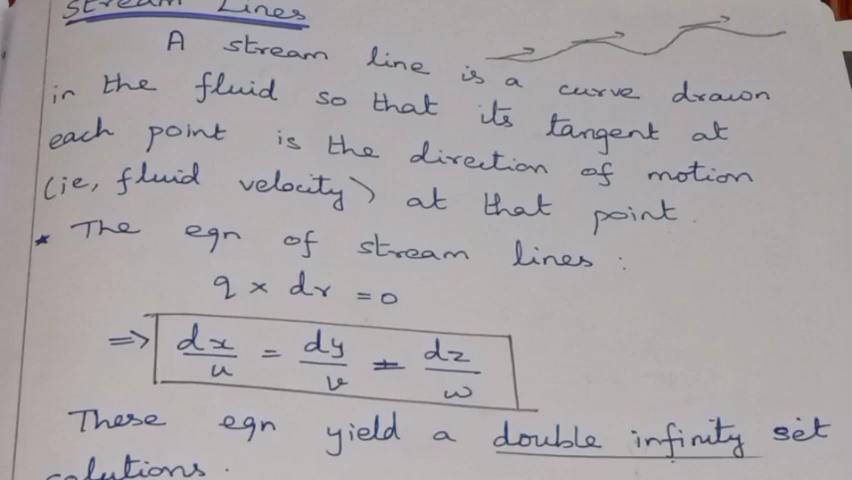 Stream Lines
A stream line is a curve drawn
in the fluid so that its tangent at
each point is the direction of motion
(ie, fluid velocity) at that point.
* The eqn of stream lines :
q × dr = 0
⇒ dx/u = dy/v = dz/w
These eqn yield a double infinity set
solutions.